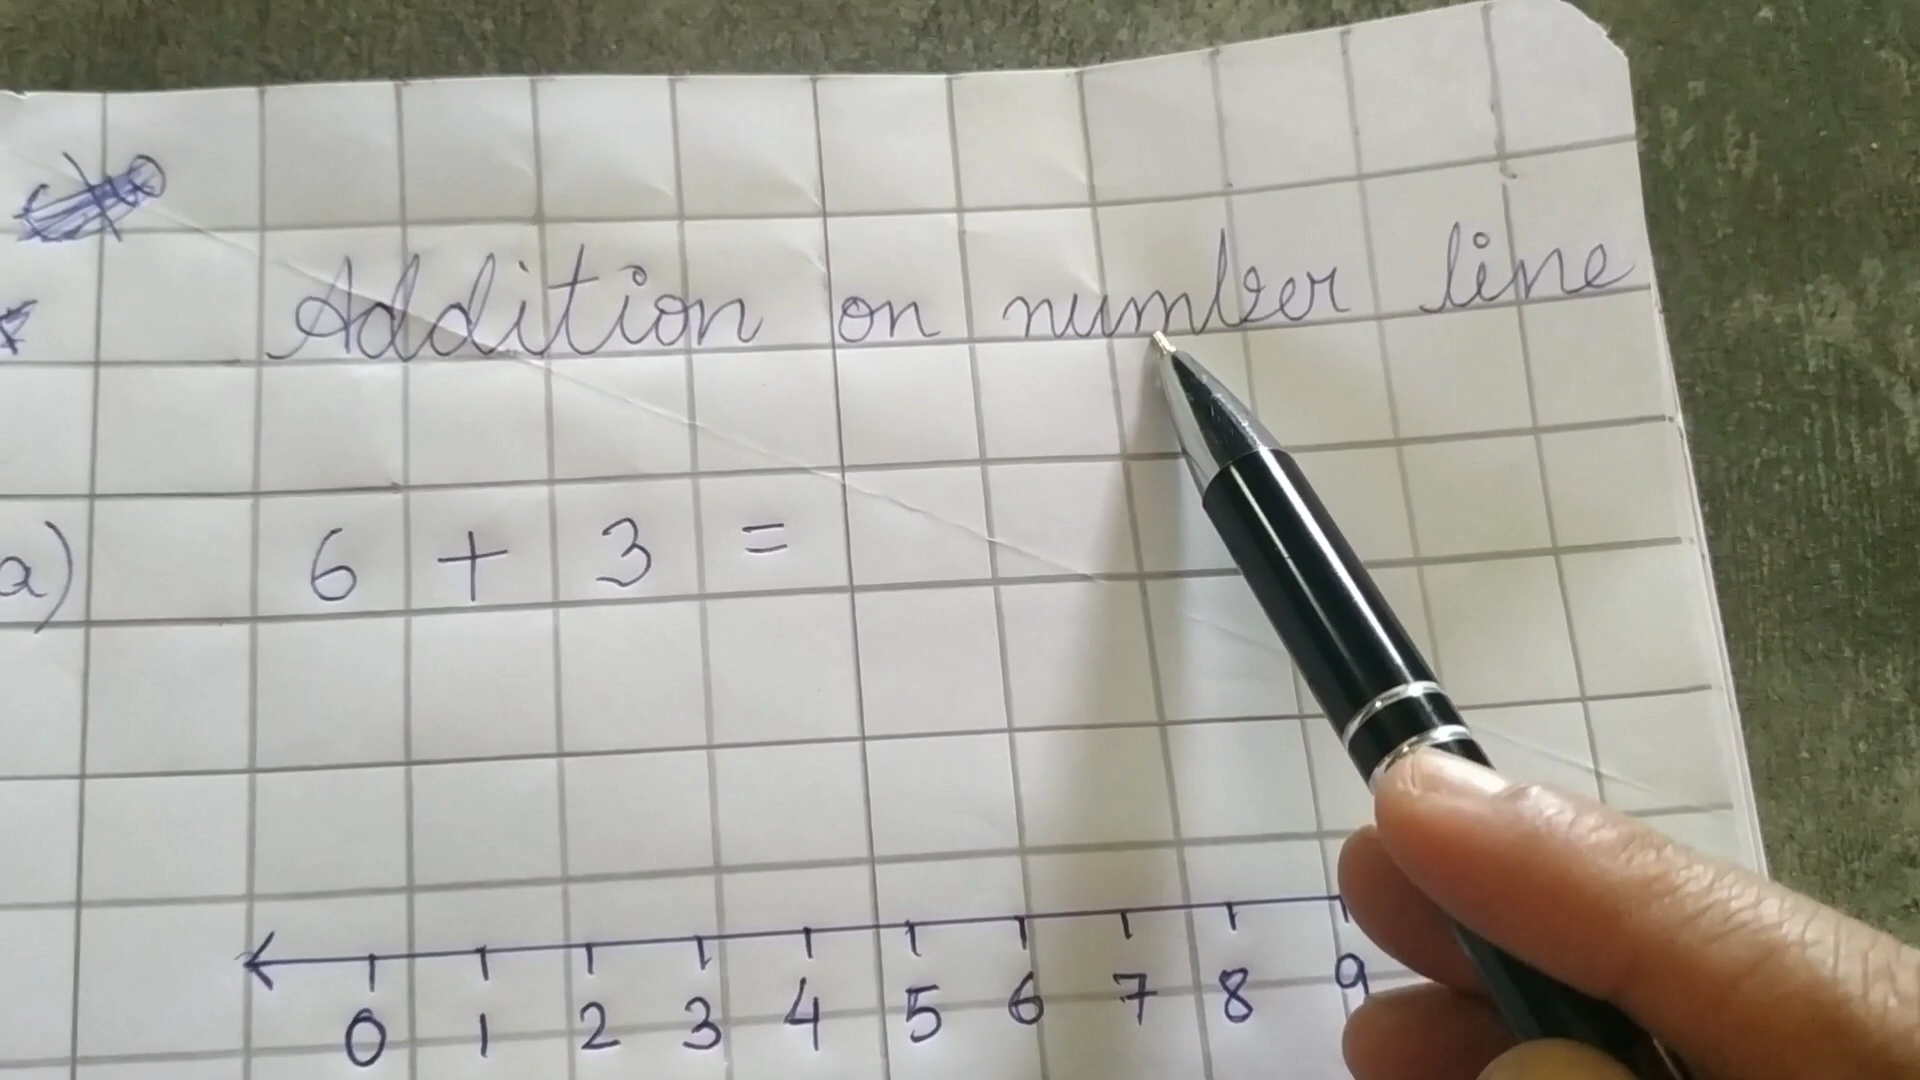 Addition on number line
a) 6 + 3 =
0 1 2 3 4 5 6 7 8 9